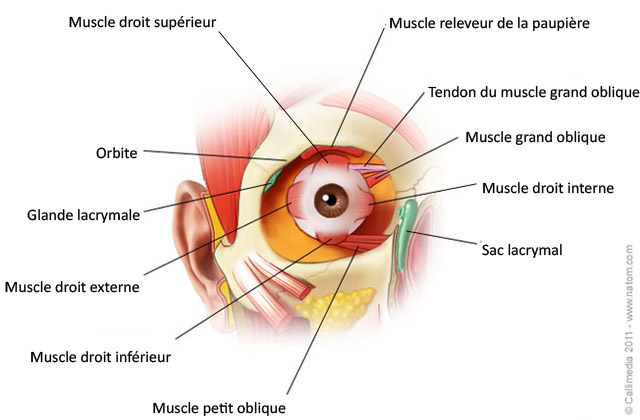 Muscle droit supérieur
Muscle releveur de la paupière
Tendon du muscle grand oblique
Muscle grand oblique
Orbite
Muscle droit interne
Glande lacrymale
Sac lacrymal
Muscle droit externe
Muscle droit inférieur
Muscle petit oblique
© Callimedia 2011 - www.natom.com